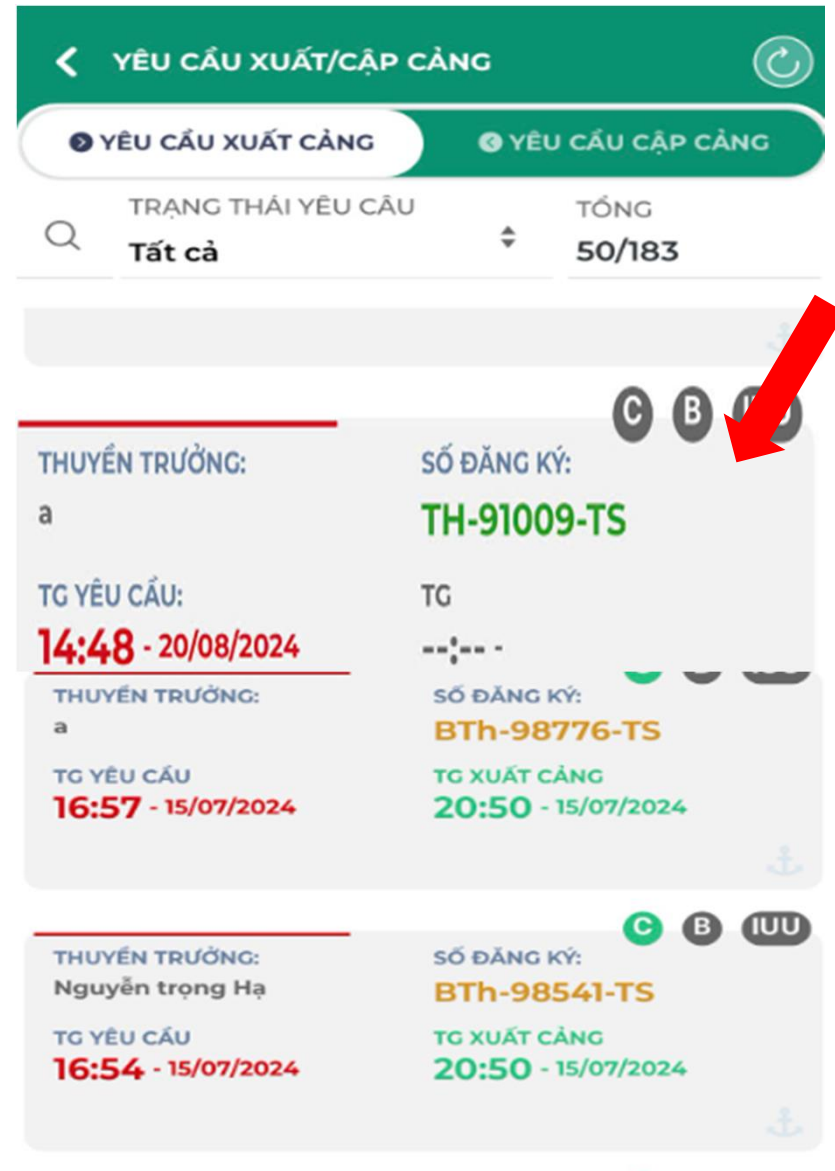 YÊU CẦU XUẤT/CẬP CẢNG
YÊU CẦU XUẤT CẢNG YÊU CẦU CẬP CẢNG
TRẠNG THÁI YÊU CẦU TỔNG
Tất cả 50/183
C B
THUYỀN TRƯỞNG: SỐ ĐĂNG KÝ:
a TH-91009-TS
TG YÊU CẦU: TG
14:48 - 20/08/2024 --:-- -
THUYỀN TRƯỞNG: SỐ ĐĂNG KÝ:
a BTh-98776-TS
TG YÊU CẦU TG XUẤT CẢNG
16:57 - 15/07/2024 20:50 - 15/07/2024
C B IUU
THUYỀN TRƯỞNG: SỐ ĐĂNG KÝ:
Nguyễn trọng Hạ BTh-98541-TS
TG YÊU CẦU TG XUẤT CẢNG
16:54 - 15/07/2024 20:50 - 15/07/2024